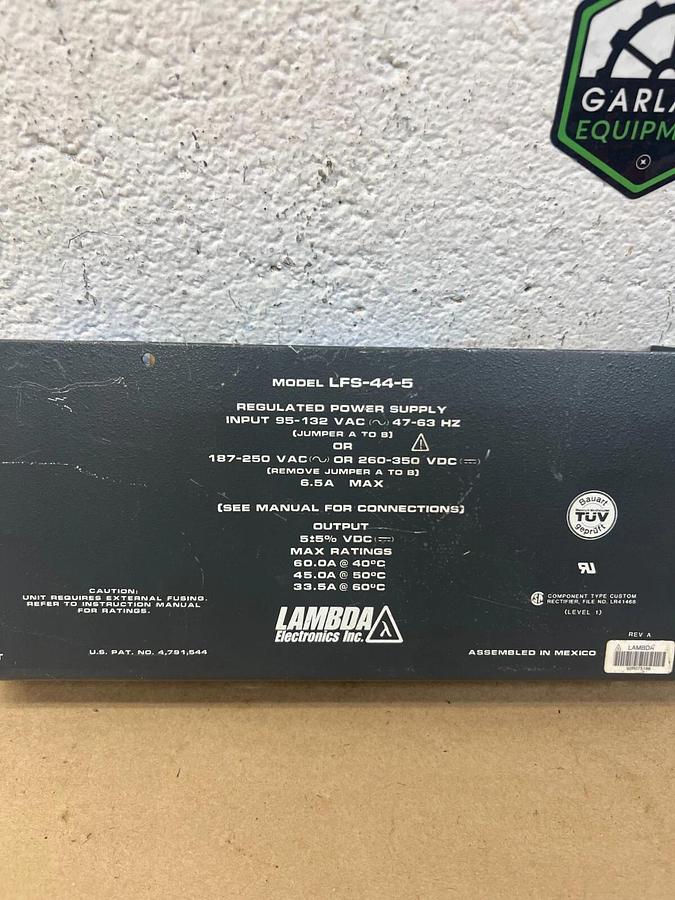 GARLA
EQUIPM
MODEL LFS-44-5
REGULATED POWER SUPPLY
INPUT 95-132 VAC (∿) 47-63 HZ
(JUMPER A TO B)
OR
187-250 VAC (∿) OR 260-350 VDC (⎓)
(REMOVE JUMPER A TO B)
6.5A MAX
(SEE MANUAL FOR CONNECTIONS)
OUTPUT
5±5% VDC (⎓)
MAX RATINGS
60.0A @ 40ºC
45.0A @ 50ºC
33.5A @ 60ºC
LAMBDA
Electronics Inc.
CAUTION:
UNIT REQUIRES EXTERNAL FUSING.
REFER TO INSTRUCTION MANUAL
FOR RATINGS.
T
U.S. PAT. NO. 4,791,544
Bauart
TÜV
geprüft
COMPONENT TYPE CUSTOM
RECTIFIER, FILE NO. LR41468
(LEVEL 1)
REV A
ASSEMBLED IN MEXICO
LAMBDA